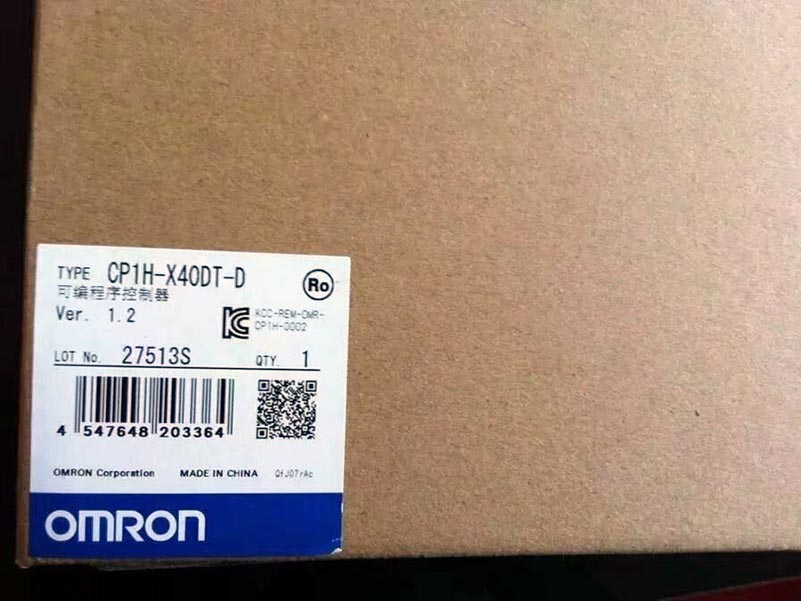 TYPE CP1H-X40DT-D
Ro
可编程序控制器
Ver. 1.2
KCC-REM-OMR-
CP1H-0002
LOT No. 27513S QTY. 1
4 547648 203364
OMRON Corporation MADE IN CHINA
OMRON